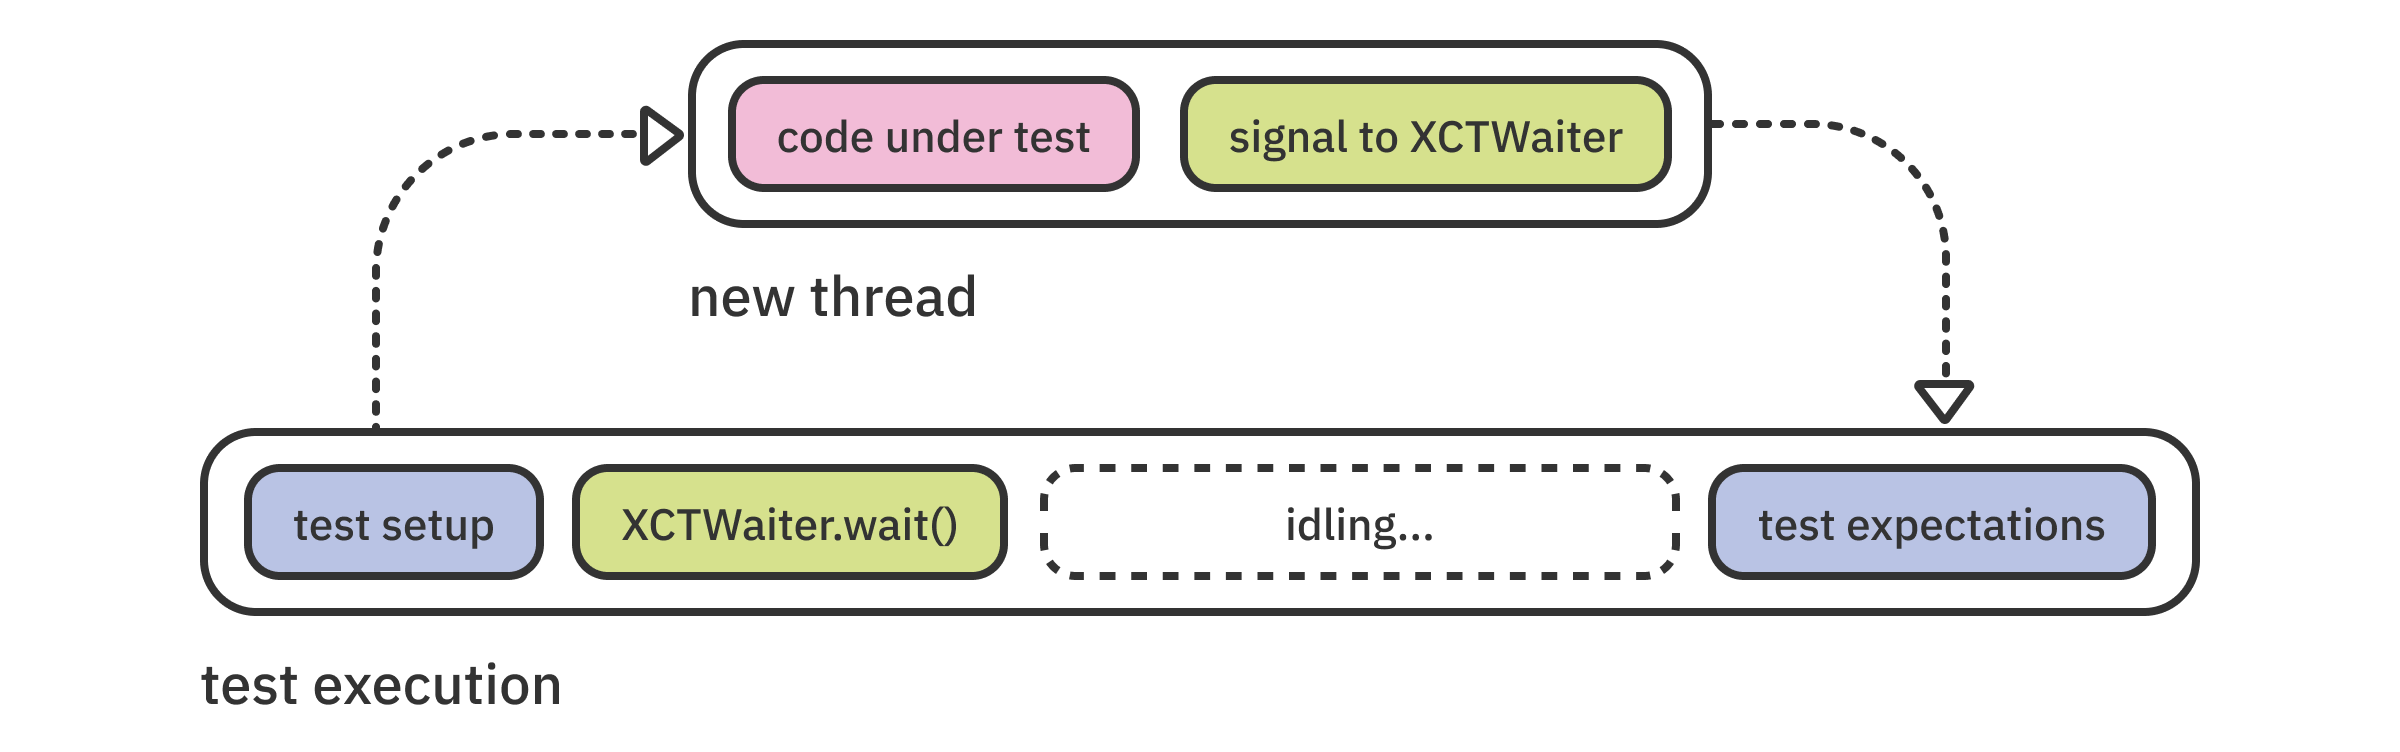 code under test
signal to XCTWaiter
new thread
test setup
XCTWaiter.wait()
idling...
test expectations
test execution